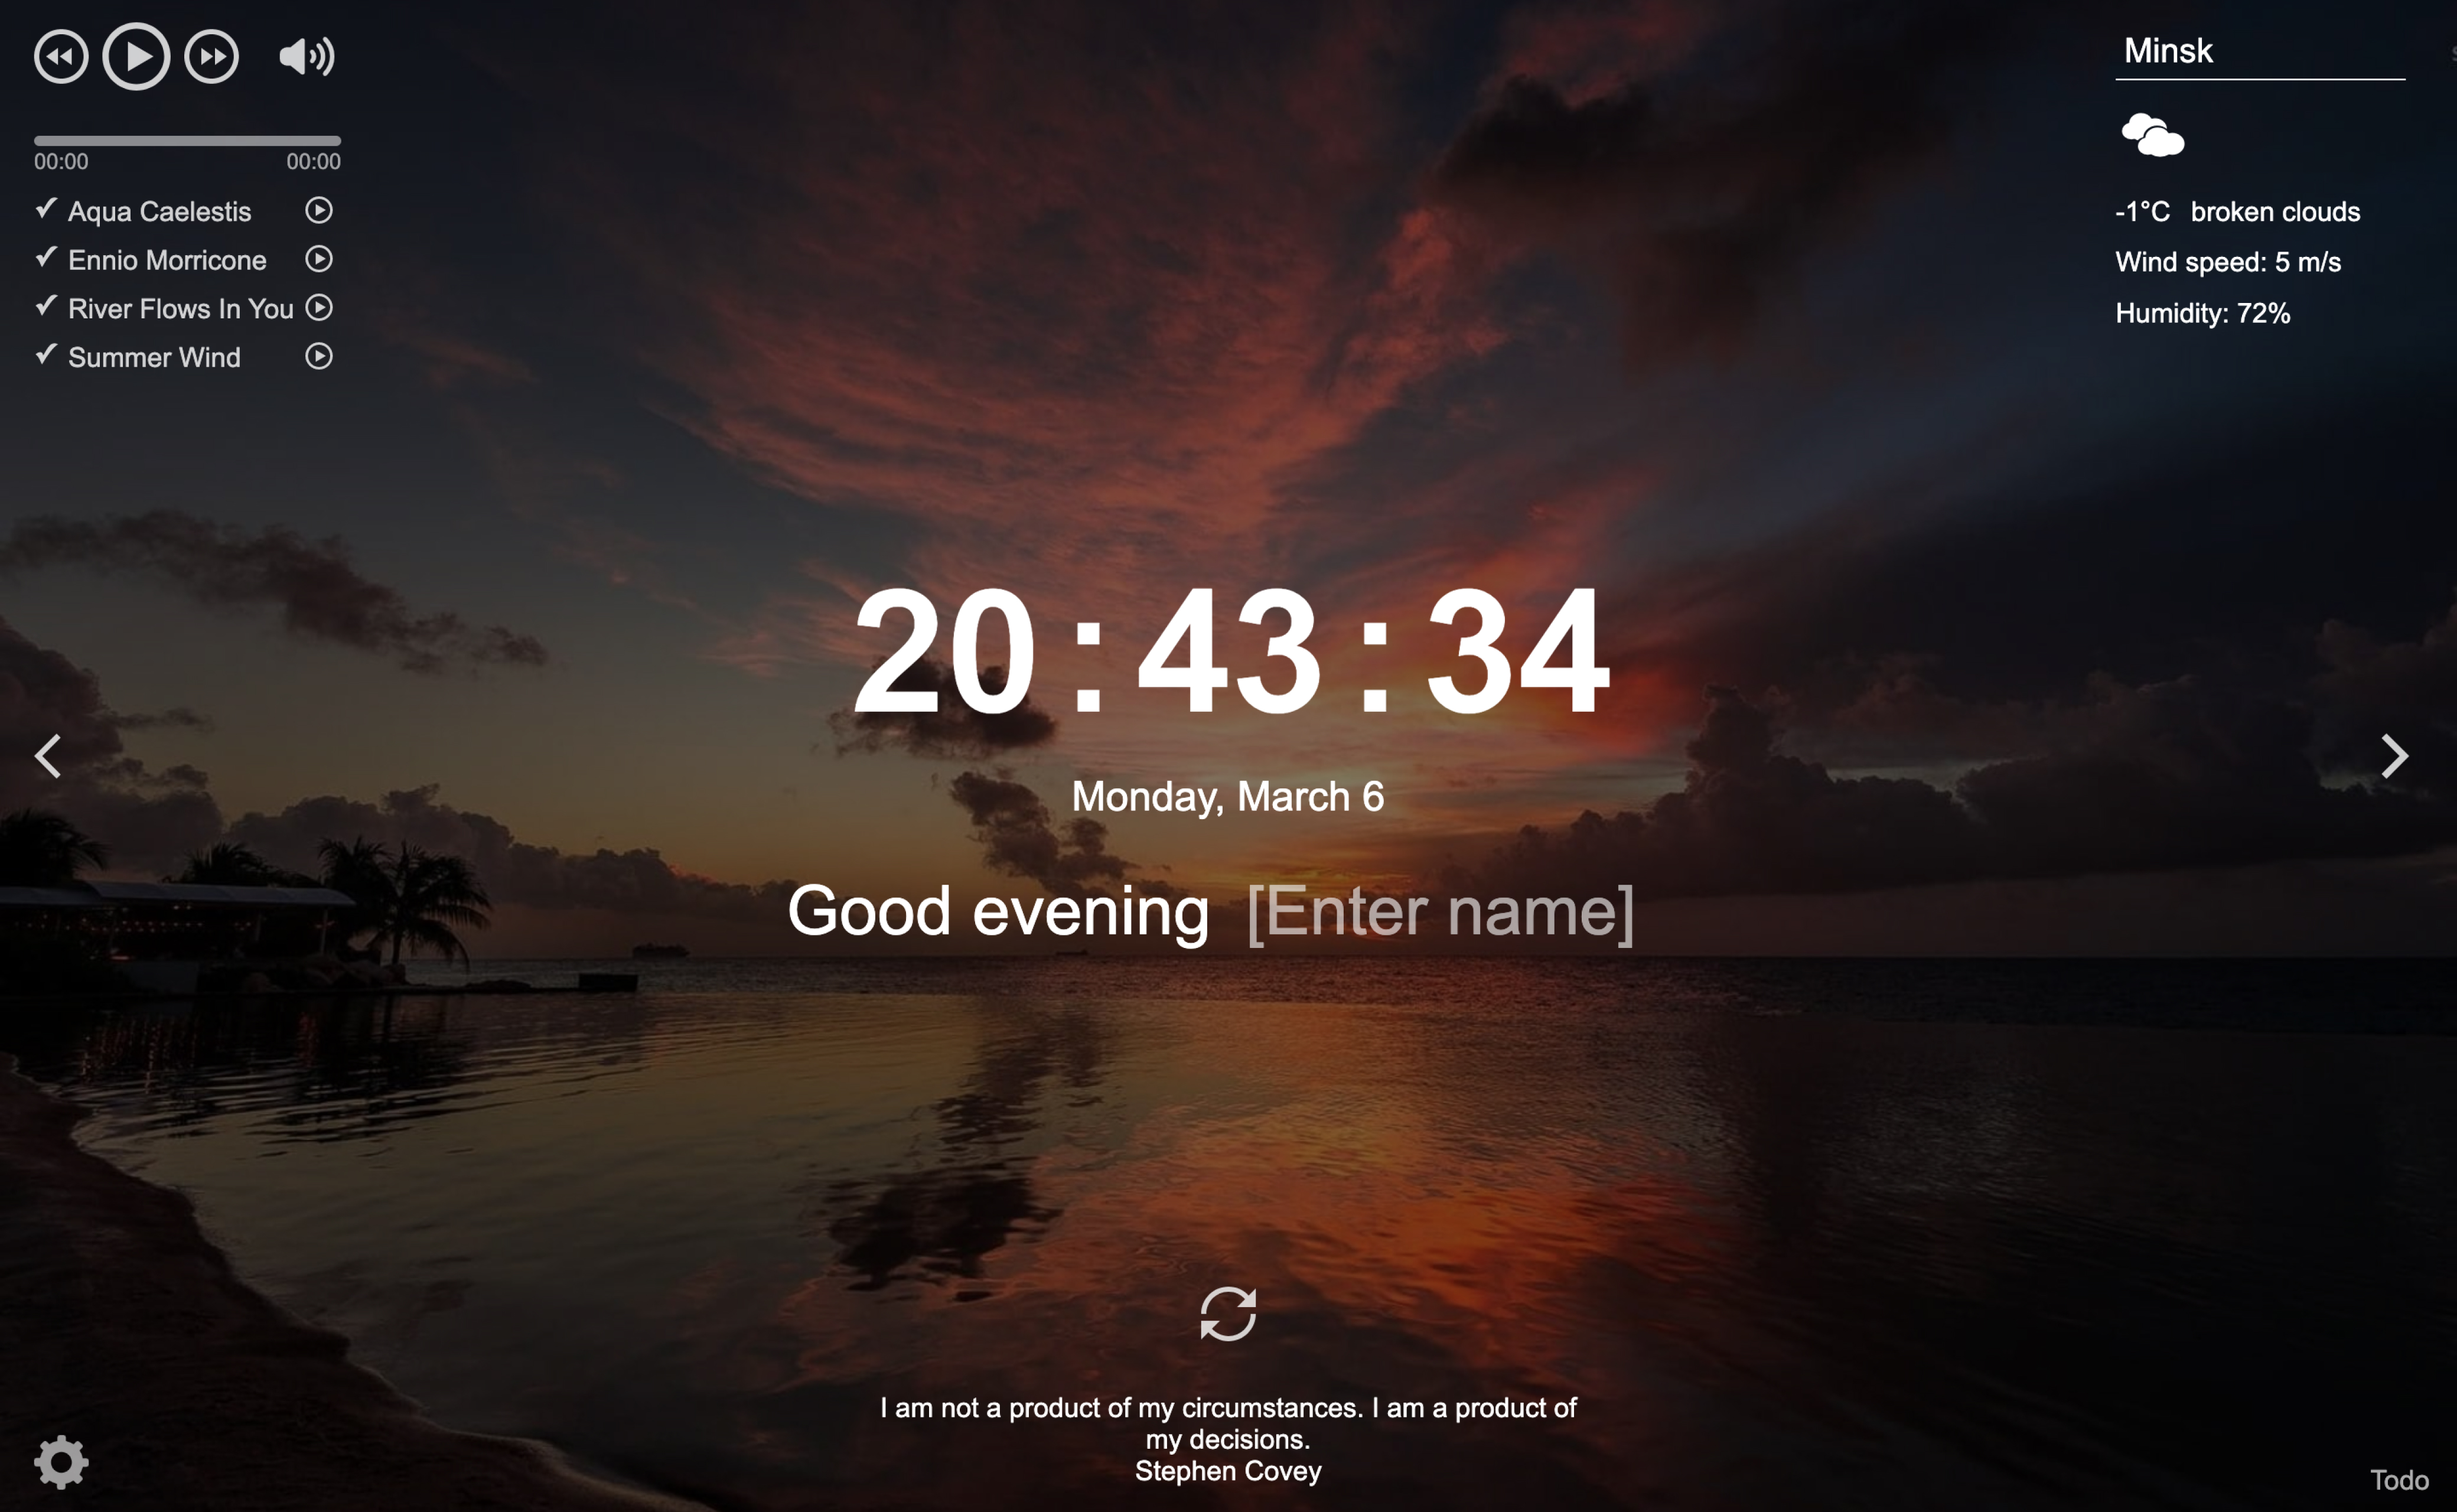 00:00 00:00
Aqua Caelestis
Ennio Morricone
River Flows In You
Summer Wind
Minsk
-1°C broken clouds
Wind speed: 5 m/s
Humidity: 72%
20:43:34
Monday, March 6
Good evening [Enter name]
I am not a product of my circumstances. I am a product of
my decisions.
Stephen Covey
Todo